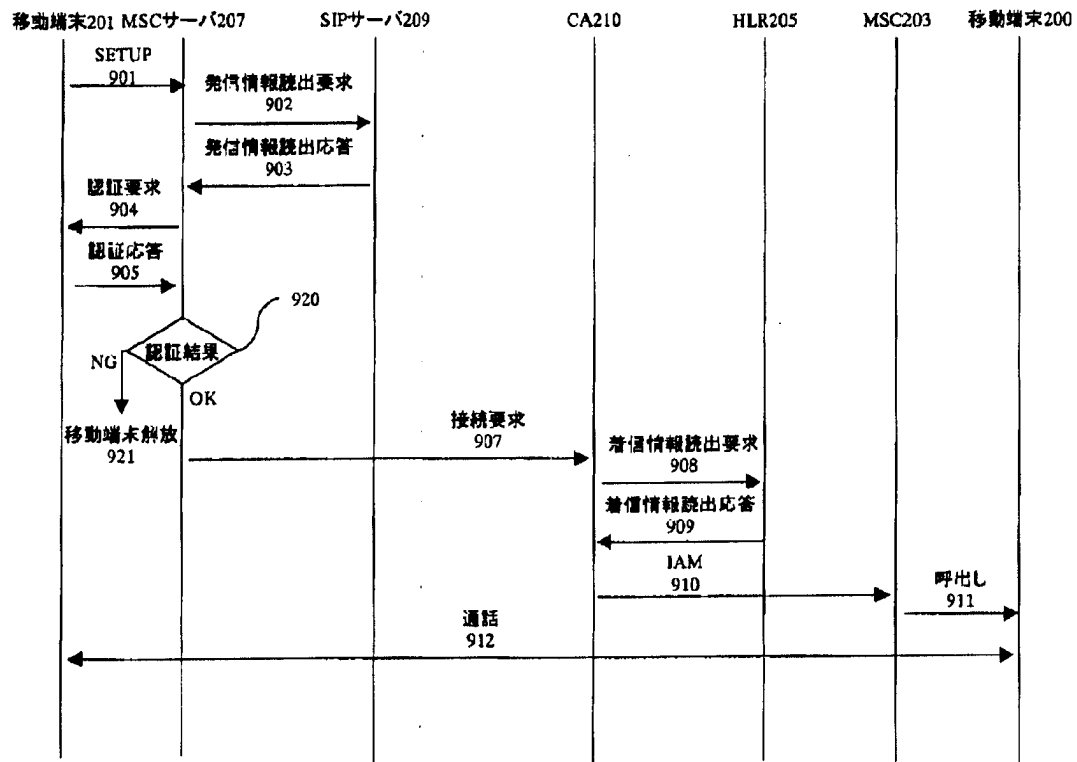 移動端末201 MSCサーバ207 SIPサーバ209 CA210 HLR205 MSC203 移動端末200
SETUP
901
発信情報読出要求
902
発信情報読出応答
903
認証要求
904
認証応答
905
920
認証結果
NG
OK
移動端末解放
921
接続要求
907
着信情報読出要求
908
着信情報読出応答
909
IAM
910
呼出し
911
通話
912